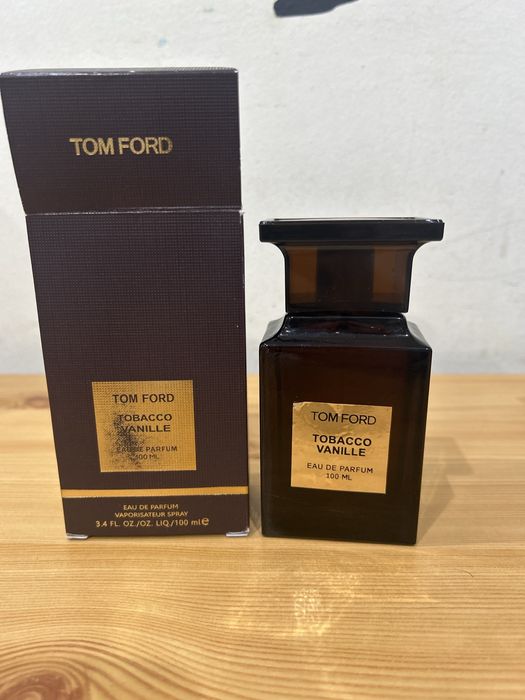 TOM FORD
TOM FORD
TOBACCO
VANILLE
EAU DE PARFUM
100 ML
EAU DE PARFUM
VAPORISATEUR SPRAY
3.4 FL. OZ./OZ. LIQ./100 ml e
TOM FORD
TOBACCO
VANILLE
EAU DE PARFUM
100 ML